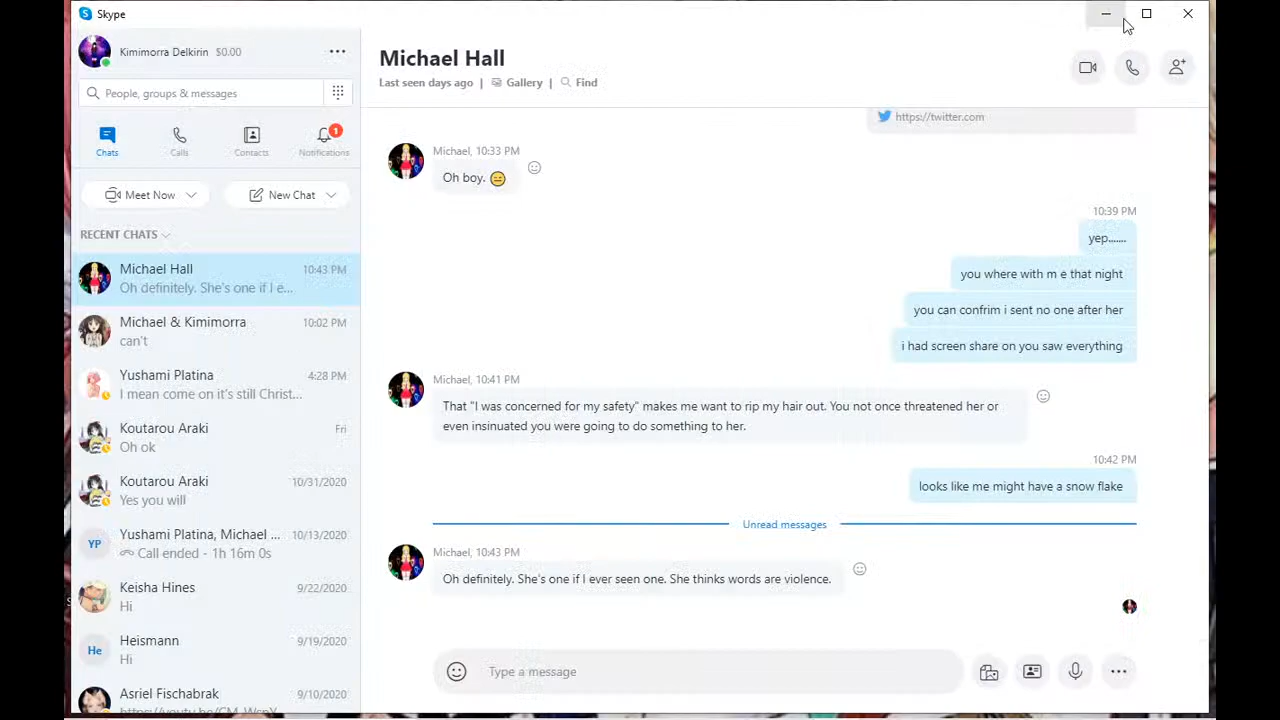 Skype
Kimimorra Delkirin $0.00
People, groups & messages
Chats
Calls
Contacts
Notifications
1
Meet Now
New Chat
RECENT CHATS
Michael Hall 10:43 PM
Oh definitely. She's one if I e...
Michael & Kimimorra 10:02 PM
can't
Yushami Platina 4:28 PM
I mean come on it's still Christ...
Koutarou Araki Fri
Oh ok
Koutarou Araki 10/31/2020
Yes you will
YP
Yushami Platina, Michael ... 10/13/2020
Call ended - 1h 16m 0s
Keisha Hines 9/22/2020
Hi
He
Heismann 9/19/2020
Hi
Asriel Fischabrak 9/10/2020
Michael Hall
Last seen days ago | Gallery | Find
https://twitter.com
Michael, 10:33 PM
Oh boy.
10:39 PM
yep.......
you where with m e that night
you can confrim i sent no one after her
i had screen share on you saw everything
Michael, 10:41 PM
That "I was concerned for my safety" makes me want to rip my hair out. You not once threatened her or
even insinuated you were going to do something to her.
10:42 PM
looks like me might have a snow flake
Unread messages
Michael, 10:43 PM
Oh definitely. She's one if I ever seen one. She thinks words are violence.
Type a message